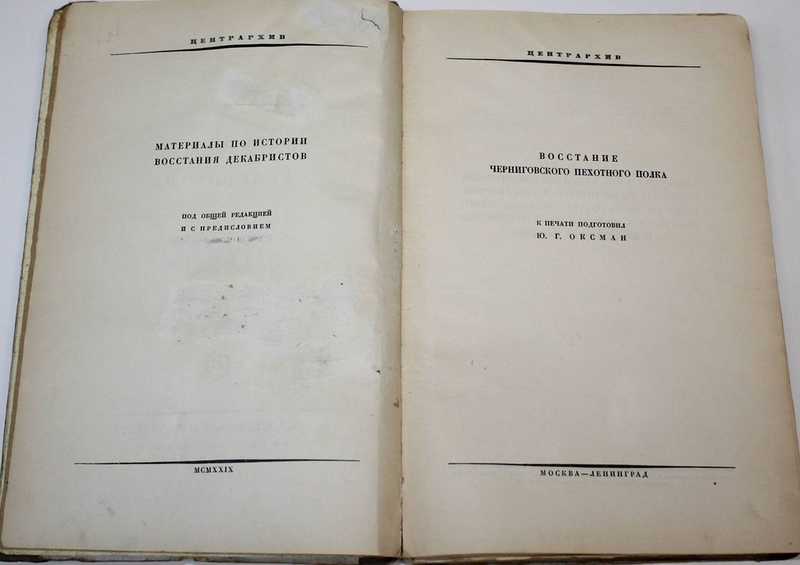 ЦЕНТРАРХИВ
МАТЕРИАЛЫ ПО ИСТОРИИ
ВОССТАНИЯ ДЕКАБРИСТОВ
ПОД ОБЩЕЙ РЕДАКЦИЕЙ
И С ПРЕДИСЛОВИЕМ
MCMXXIX
ЦЕНТРАРХИВ
ВОССТАНИЕ
ЧЕРНИГОВСКОГО ПЕХОТНОГО ПОЛКА
К ПЕЧАТИ ПОДГОТОВИЛ
Ю. Г. ОКСМАН
МОСКВА—ЛЕНИНГРАД